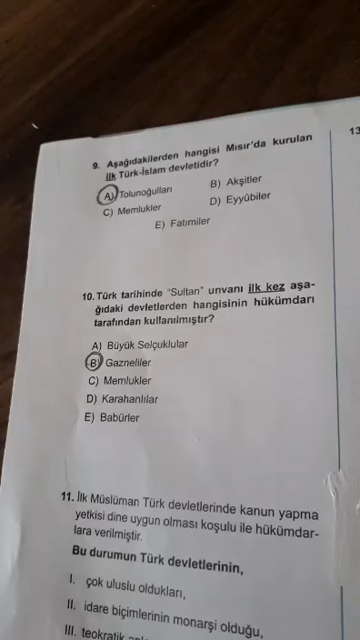 9. Aşağıdakilerden hangisi Mısır'da kurulan
ilk Türk-İslam devletidir?
A) Tolunoğulları
B) Akşitler
C) Memlukler
D) Eyyûbiler
E) Fatımiler
10. Türk tarihinde "Sultan" unvanı ilk kez aşa-
ğıdaki devletlerden hangisinin hükümdarı
tarafından kullanılmıştır?
A) Büyük Selçuklular
B) Gazneliler
C) Memlukler
D) Karahanlılar
E) Babürler
11. İlk Müslüman Türk devletlerinde kanun yapma
yetkisi dine uygun olması koşulu ile hükümdar-
lara verilmiştir.
Bu durumun Türk devletlerinin,
I. çok uluslu oldukları,
II. idare biçimlerinin monarşi olduğu,
III. teokratik
13